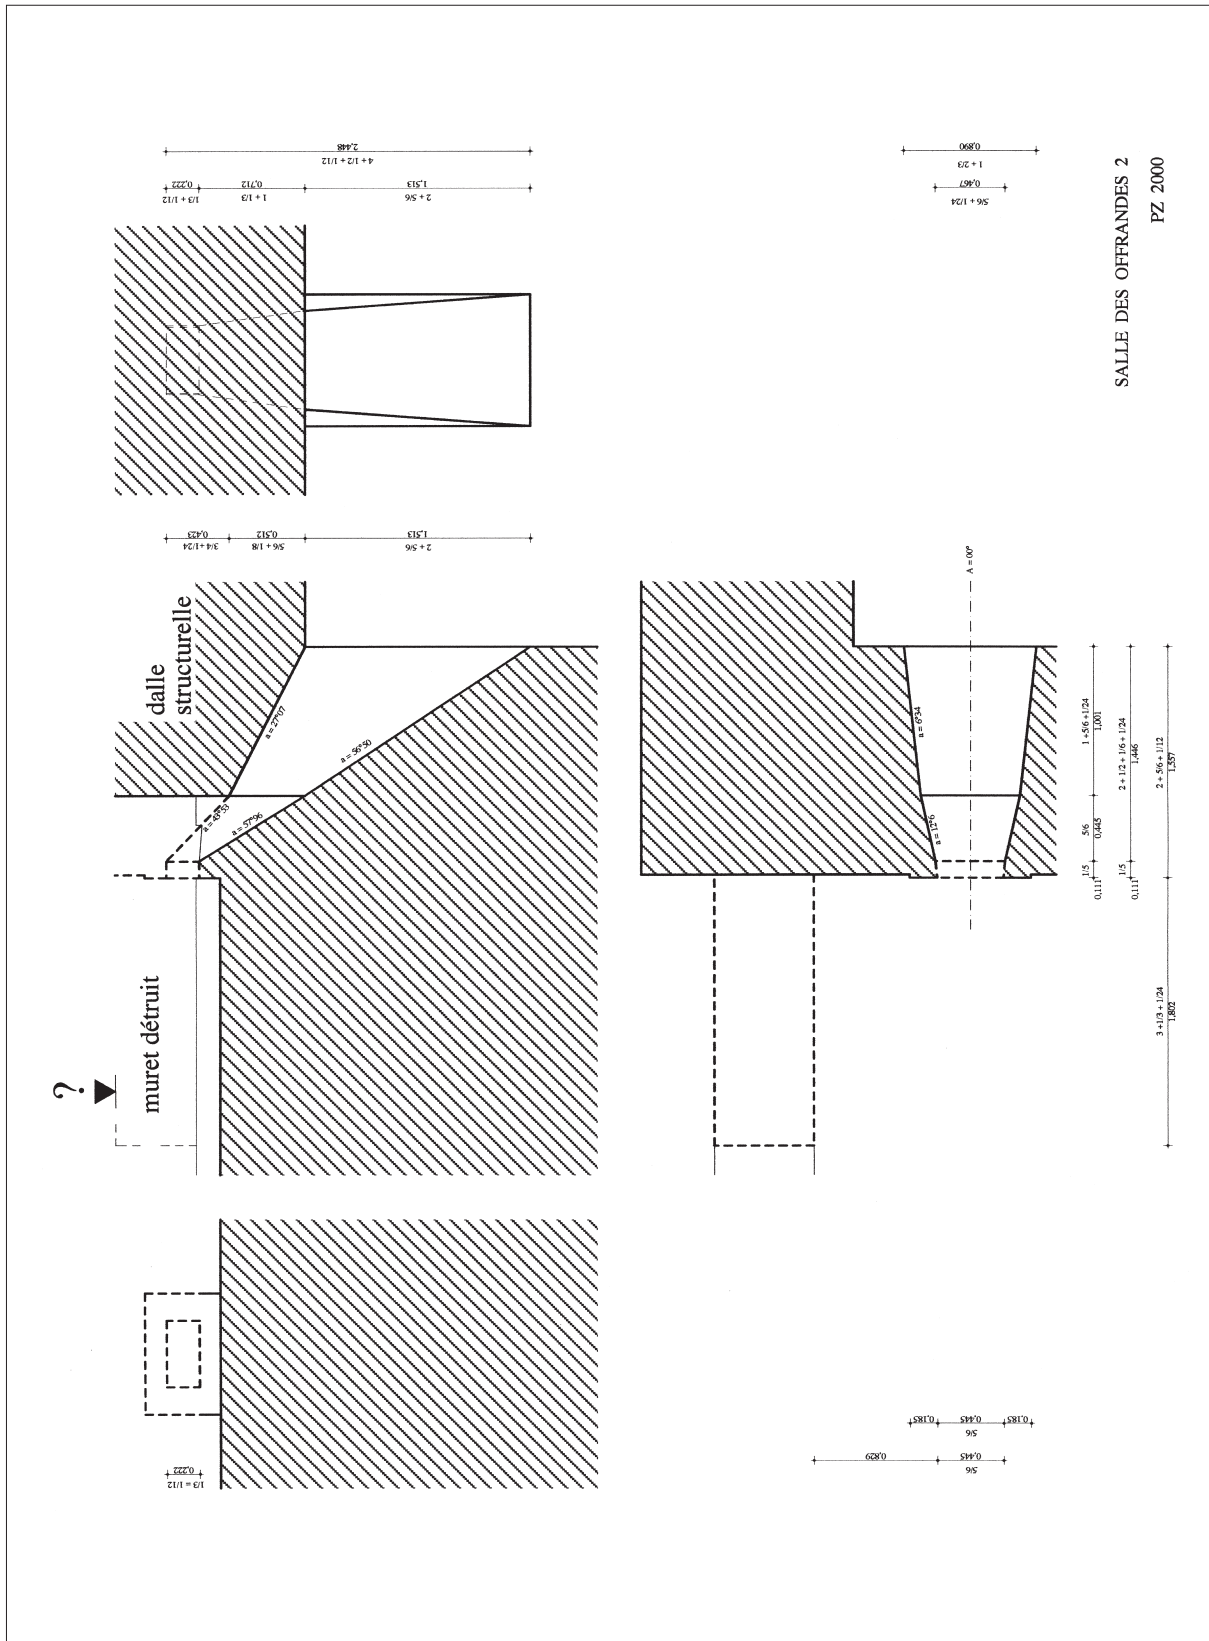 4 + 1/2 + 1/12
2,448
1/3 + 1/12
0,222
1 + 1/3
0,712
2 + 5/6
1,513
1 + 2/3
0,890
5/6 + 1/24
0,467
SALLE DES OFFRANDES 2
PZ 2000
3/4 + 1/24
0,423
5/6 + 1/8
0,512
2 + 5/6
1,513
dalle
structurelle
a = 27°07
a = 56°50
a = 43°53
a = 57°96
muret détruit
?
A = 00°
a = 6°34
a = 12°6
1 + 5/6 + 1/24
1,001
5/6
0,445
1/5
0,111
2 + 1/2 + 1/6 + 1/24
1,446
1/5
0,111
2 + 5/6 + 1/12
1,557
3 + 1/3 + 1/24
1,802
1/3 = 1/12
0,222
0,185
0,445
5/6
0,185
0,829
0,445
5/6